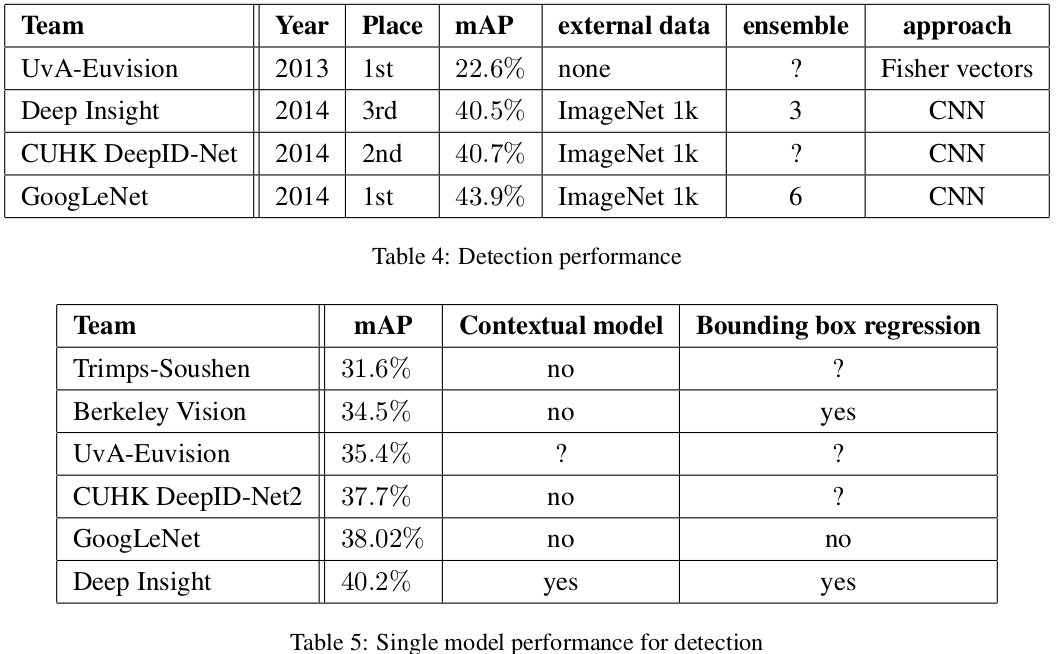 Team Year Place mAP external data ensemble approach
UvA-Euvision 2013 1st 22.6% none ? Fisher vectors
Deep Insight 2014 3rd 40.5% ImageNet 1k 3 CNN
CUHK DeepID-Net 2014 2nd 40.7% ImageNet 1k ? CNN
GoogLeNet 2014 1st 43.9% ImageNet 1k 6 CNN
Table 4: Detection performance
Team mAP Contextual model Bounding box regression
Trimps-Soushen 31.6% no ?
Berkeley Vision 34.5% no yes
UvA-Euvision 35.4% ? ?
CUHK DeepID-Net2 37.7% no ?
GoogLeNet 38.02% no no
Deep Insight 40.2% yes yes
Table 5: Single model performance for detection